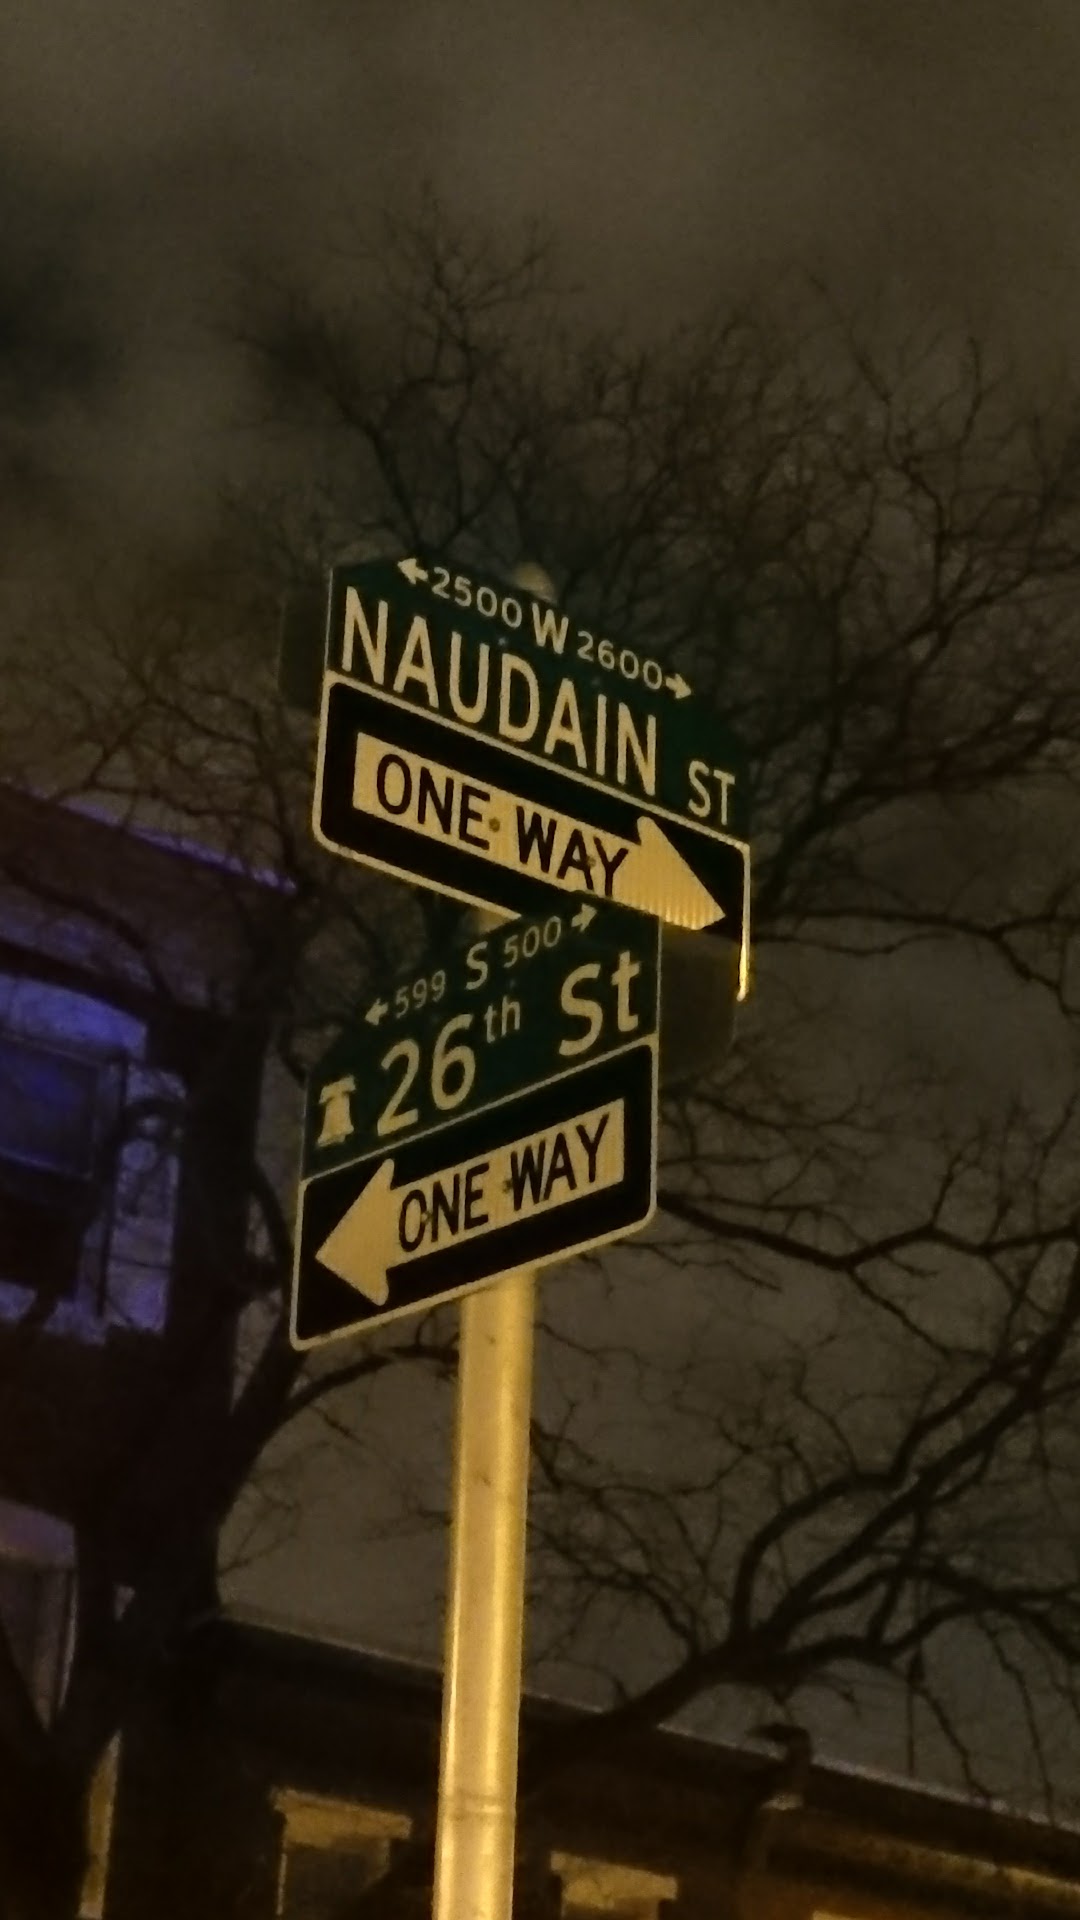 ←2500 W 2600→
NAUDAIN ST
ONE WAY
←599 S 500→
26th St
ONE WAY